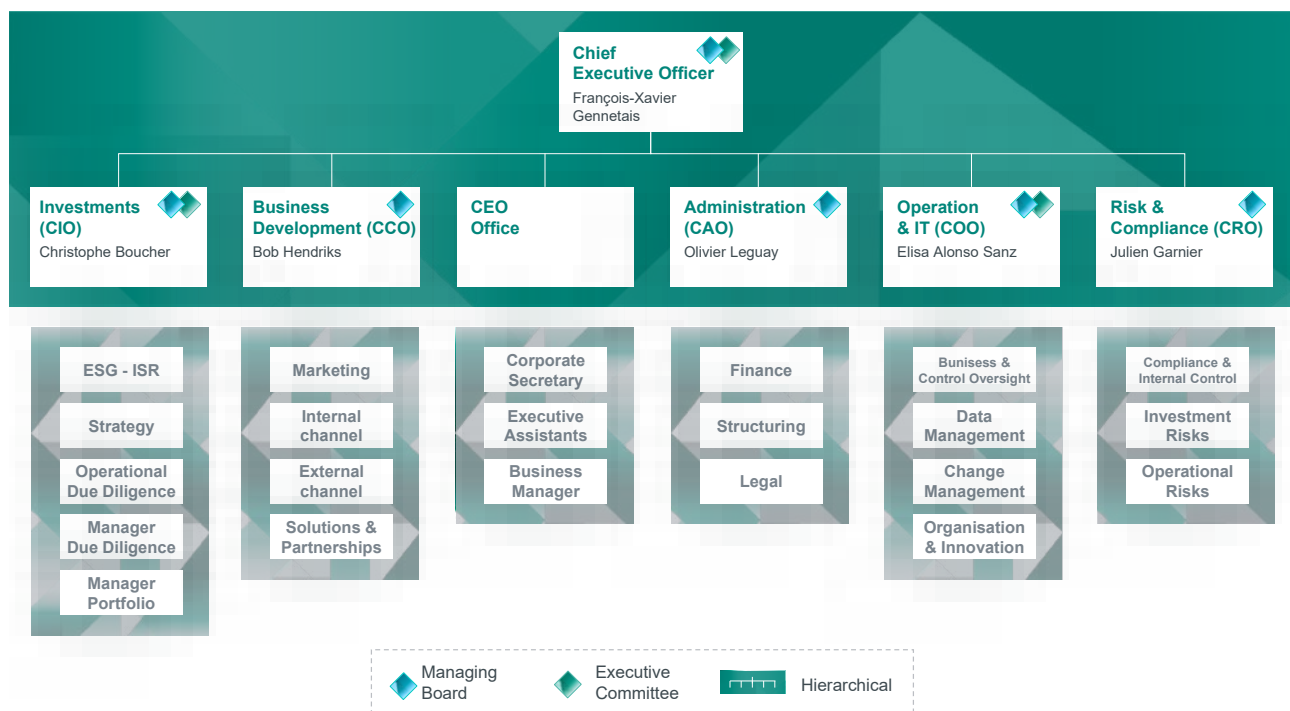 Chief
Executive Officer
François-Xavier
Gennetais
Investments
(CIO)
Christophe Boucher
Business
Development (CCO)
Bob Hendriks
CEO
Office
Administration
(CAO)
Olivier Leguay
Operation
& IT (COO)
Elisa Alonso Sanz
Risk &
Compliance (CRO)
Julien Garnier
ESG - ISR
Strategy
Operational
Due Diligence
Manager
Due Diligence
Manager
Portfolio
Marketing
Internal
channel
External
channel
Solutions &
Partnerships
Corporate
Secretary
Executive
Assistants
Business
Manager
Finance
Structuring
Legal
Bunisess &
Control Oversight
Data
Management
Change
Management
Organisation
& Innovation
Compliance &
Internal Control
Investment
Risks
Operational
Risks
Managing
Board
Executive
Committee
Hierarchical